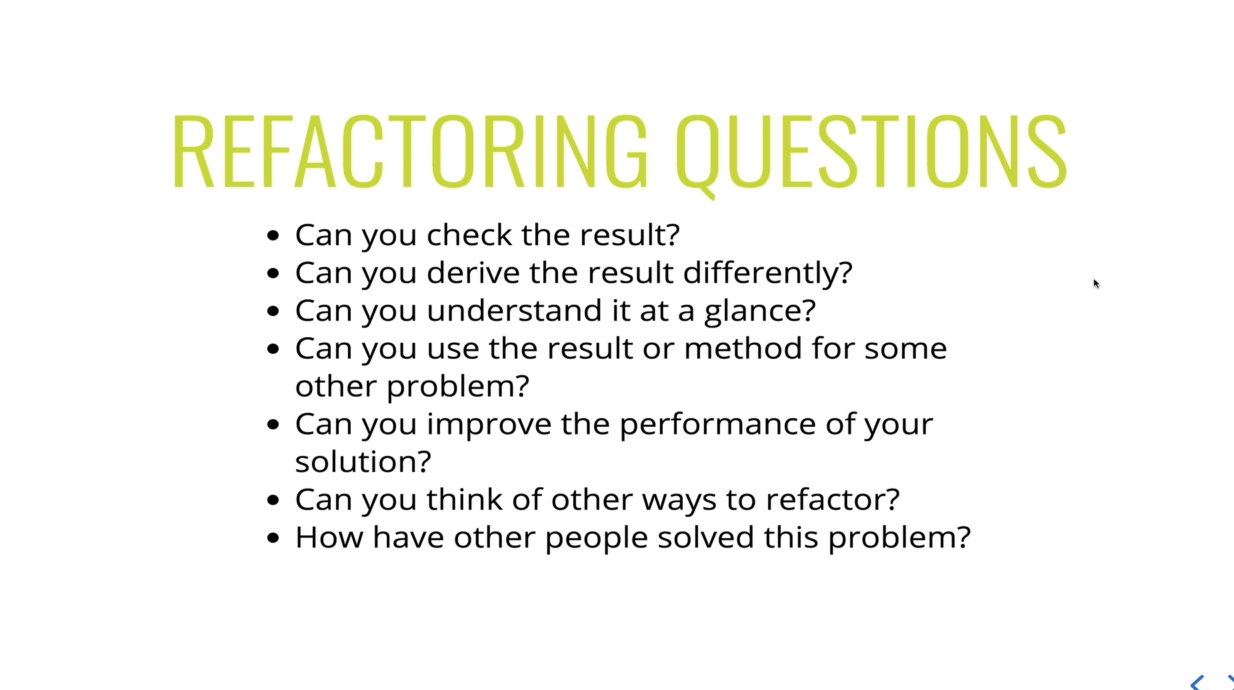 REFACTORING QUESTIONS
• Can you check the result?
• Can you derive the result differently?
• Can you understand it at a glance?
• Can you use the result or method for some
other problem?
• Can you improve the performance of your
solution?
• Can you think of other ways to refactor?
• How have other people solved this problem?